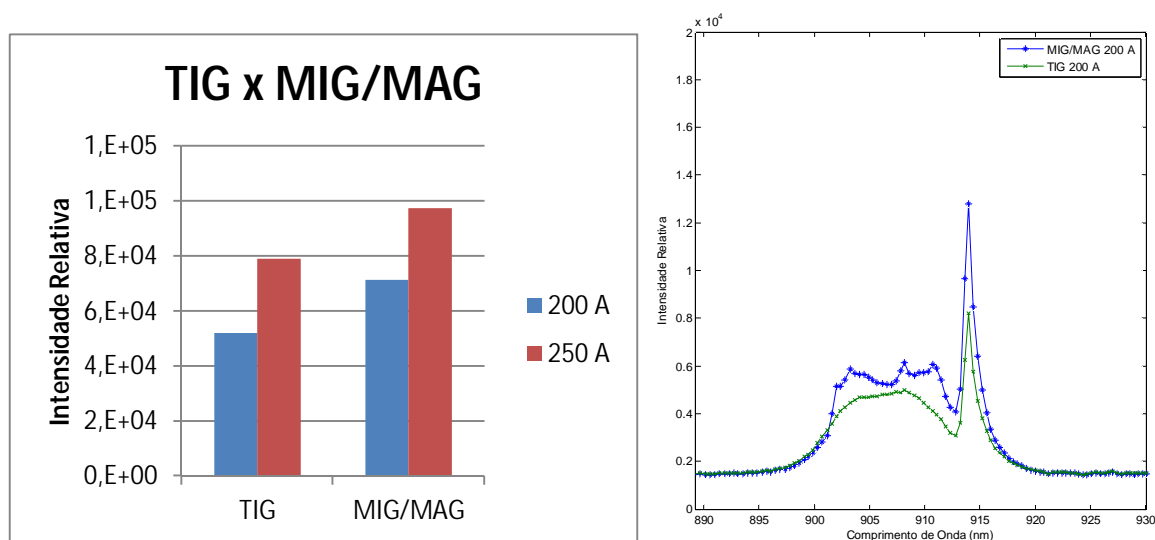 TIG x MIG/MAG
Intensidade Relativa
1,E+05
1,E+05
8,E+04
6,E+04
4,E+04
2,E+04
0,E+00
TIG
MIG/MAG
200 A
250 A
x 10⁴
2
1.8
1.6
1.4
1.2
1
0.8
0.6
0.4
0.2
0
Intensidade Relativa
890
895
900
905
910
915
920
925
930
Comprimento de Onda (nm)
MIG/MAG 200 A
TIG 200 A